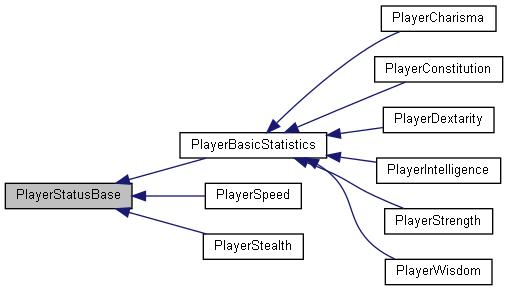 PlayerCharisma
PlayerConstitution
PlayerDextarity
PlayerBasicStatistics
PlayerIntelligence
PlayerStatusBase
PlayerSpeed
PlayerStrength
PlayerStealth
PlayerWisdom